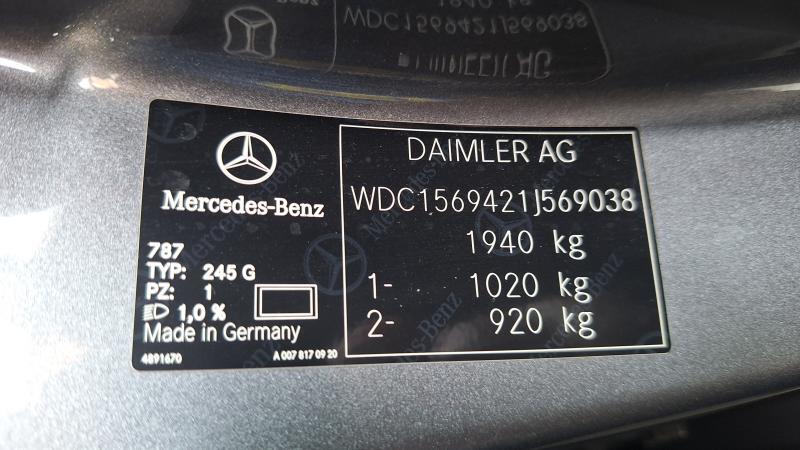 Mercedes-Benz
787
TYP: 245 G
PZ: 1
1,0 %
Made in Germany
4891670
A 007 817 09 20
DAIMLER AG
WDC1569421J569038
1940 kg
1- 1020 kg
2- 920 kg